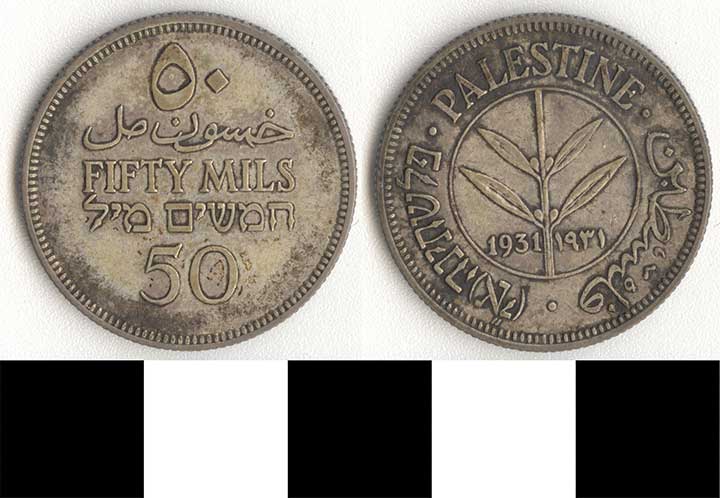 ٥٠
خمسون مل
FIFTY MILS
חמשים מיל
50
PALESTINE
فلسطين
פלשתינה (א״י)
1931 ١٩٣١